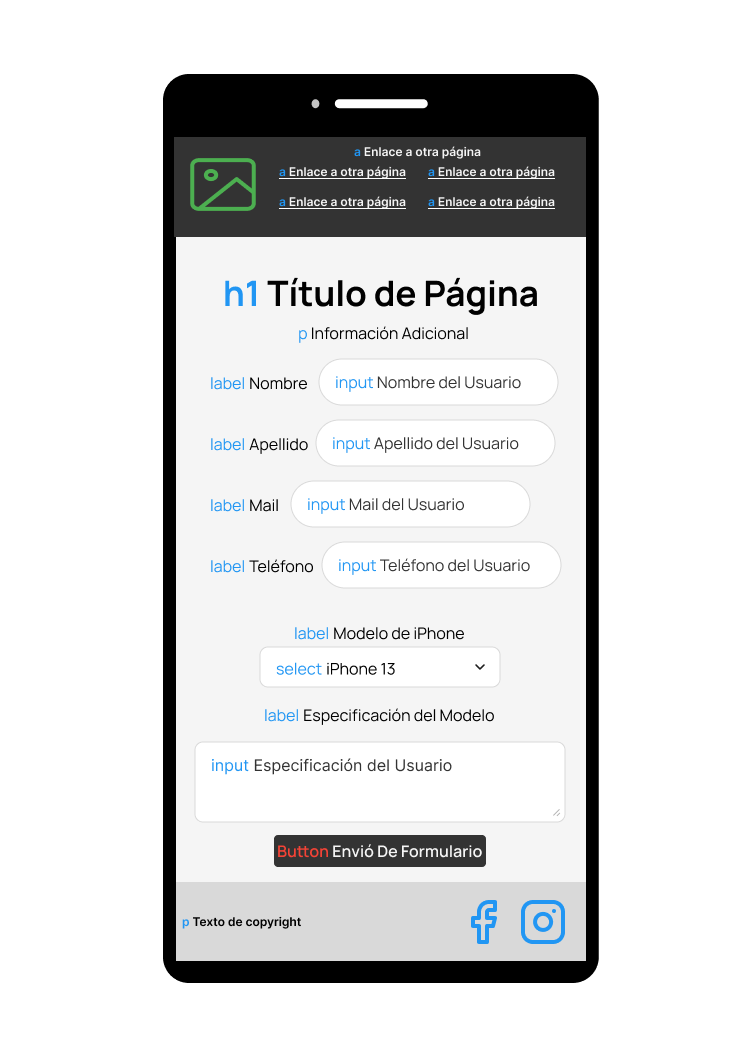 a Enlace a otra página
a Enlace a otra página a Enlace a otra página
a Enlace a otra página a Enlace a otra página
h1 Título de Página
p Información Adicional
label Nombre input Nombre del Usuario
label Apellido input Apellido del Usuario
label Mail input Mail del Usuario
label Teléfono input Teléfono del Usuario
label Modelo de iPhone
select iPhone 13
label Especificación del Modelo
input Especificación del Usuario
Button Envió De Formulario
p Texto de copyright